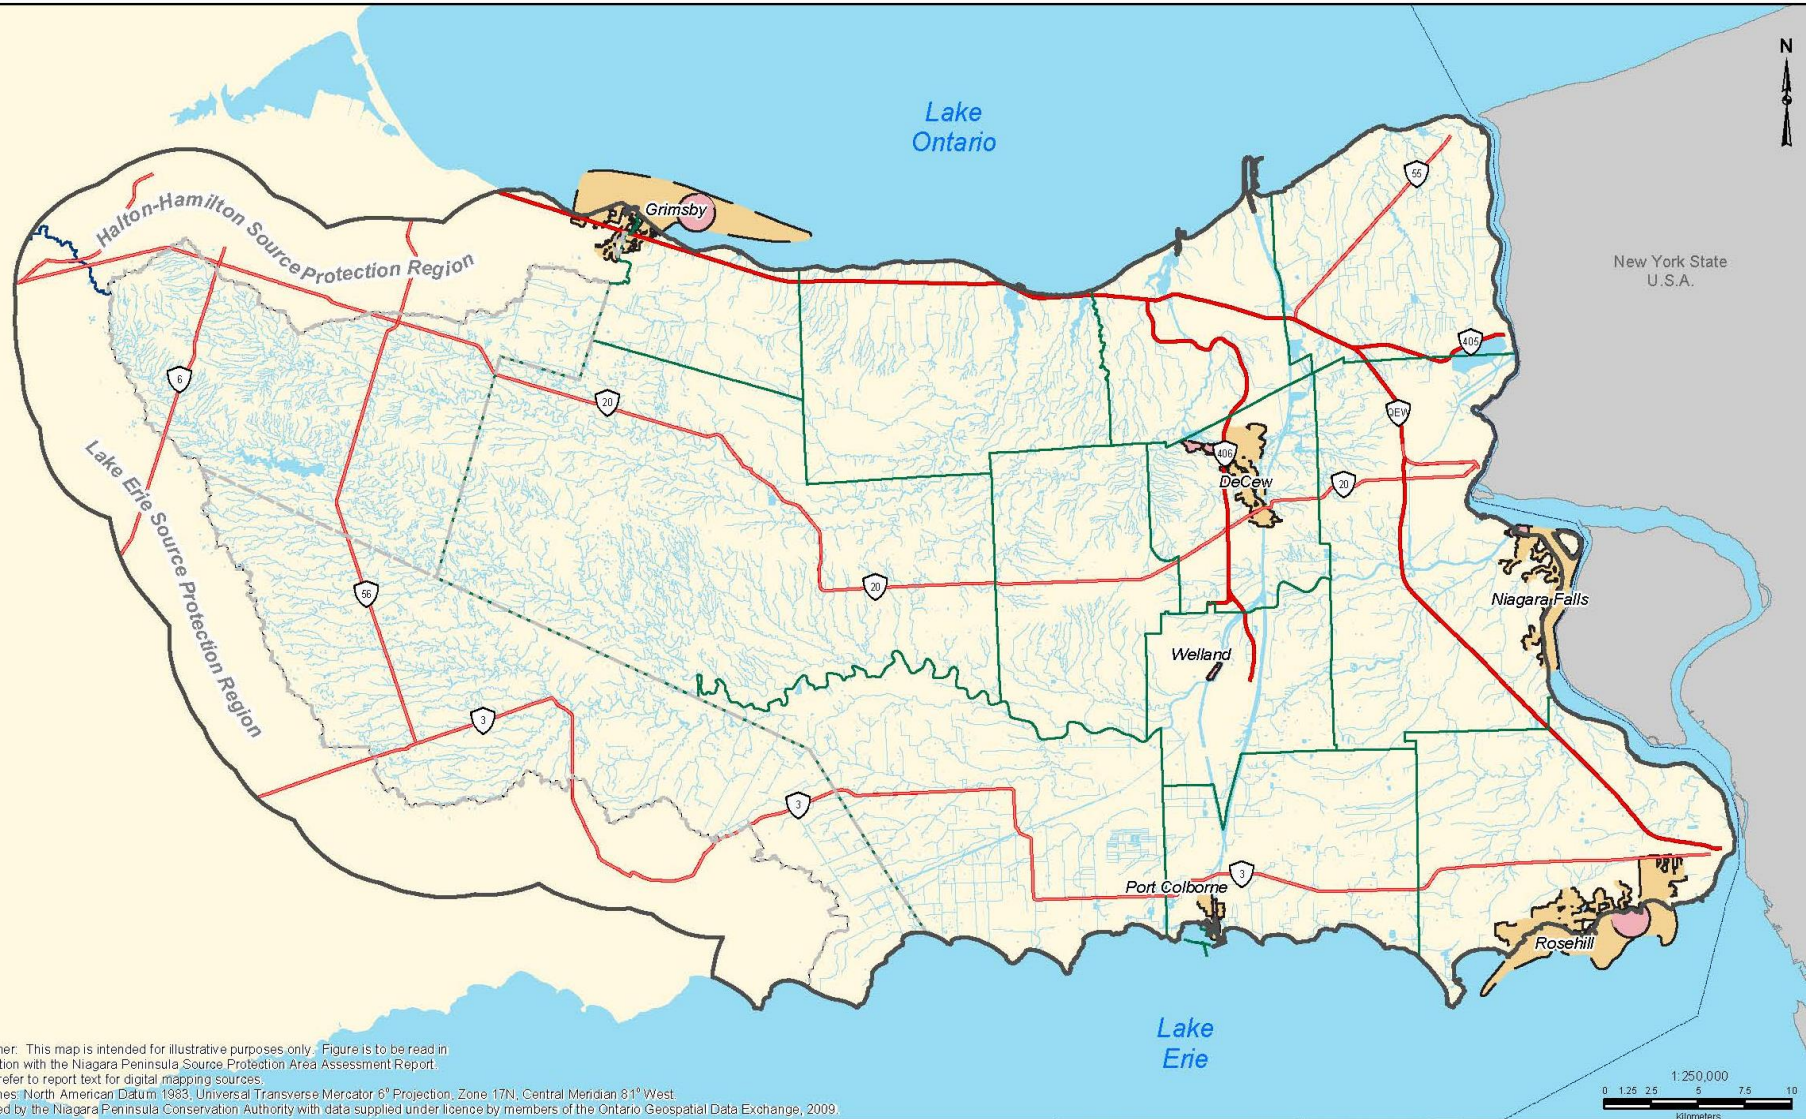 N
Lake
Ontario
55
Grimsby
Halton-Hamilton Source Protection Region
New York State
U.S.A.
405
6
20
QEW
406
DeCew
20
Lake Erie Source Protection Region
56
20
Niagara Falls
Welland
3
3
3
Port Colborne
Rosehill
Lake
Erie
ner: This map is intended for illustrative purposes only. Figure is to be read in
tion with the Niagara Peninsula Source Protection Area Assessment Report.
refer to report text for digital mapping sources.
nes: North American Datum 1983, Universal Transverse Mercator 6° Projection, Zone 17N, Central Meridian 81° West.
ed by the Niagara Peninsula Conservation Authority with data supplied under licence by members of the Ontario Geospatial Data Exchange, 2009.
1:250,000
0 1.25 2.5 5 7.5 10
Kilometers